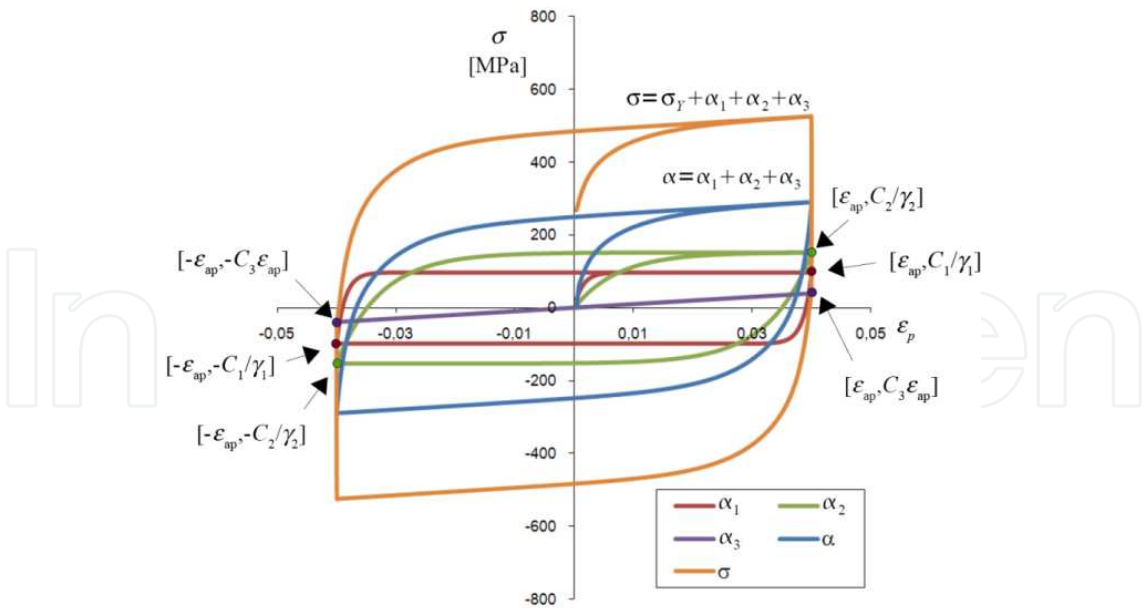 800
σ
[MPa]
600
σ=σY+α1+α2+α3
400
α=α1+α2+α3
[εap,C2/γ2]
200
[-εap,-C3εap]
[εap,C1/γ1]
0
-0,05
-0,03
-0,01
0,01
0,03
0,05
εp
[-εap,-C1/γ1]
-200
[εap,C3εap]
[-εap,-C2/γ2]
-400
α1
α2
-600
α3
α
σ
-800
In
en